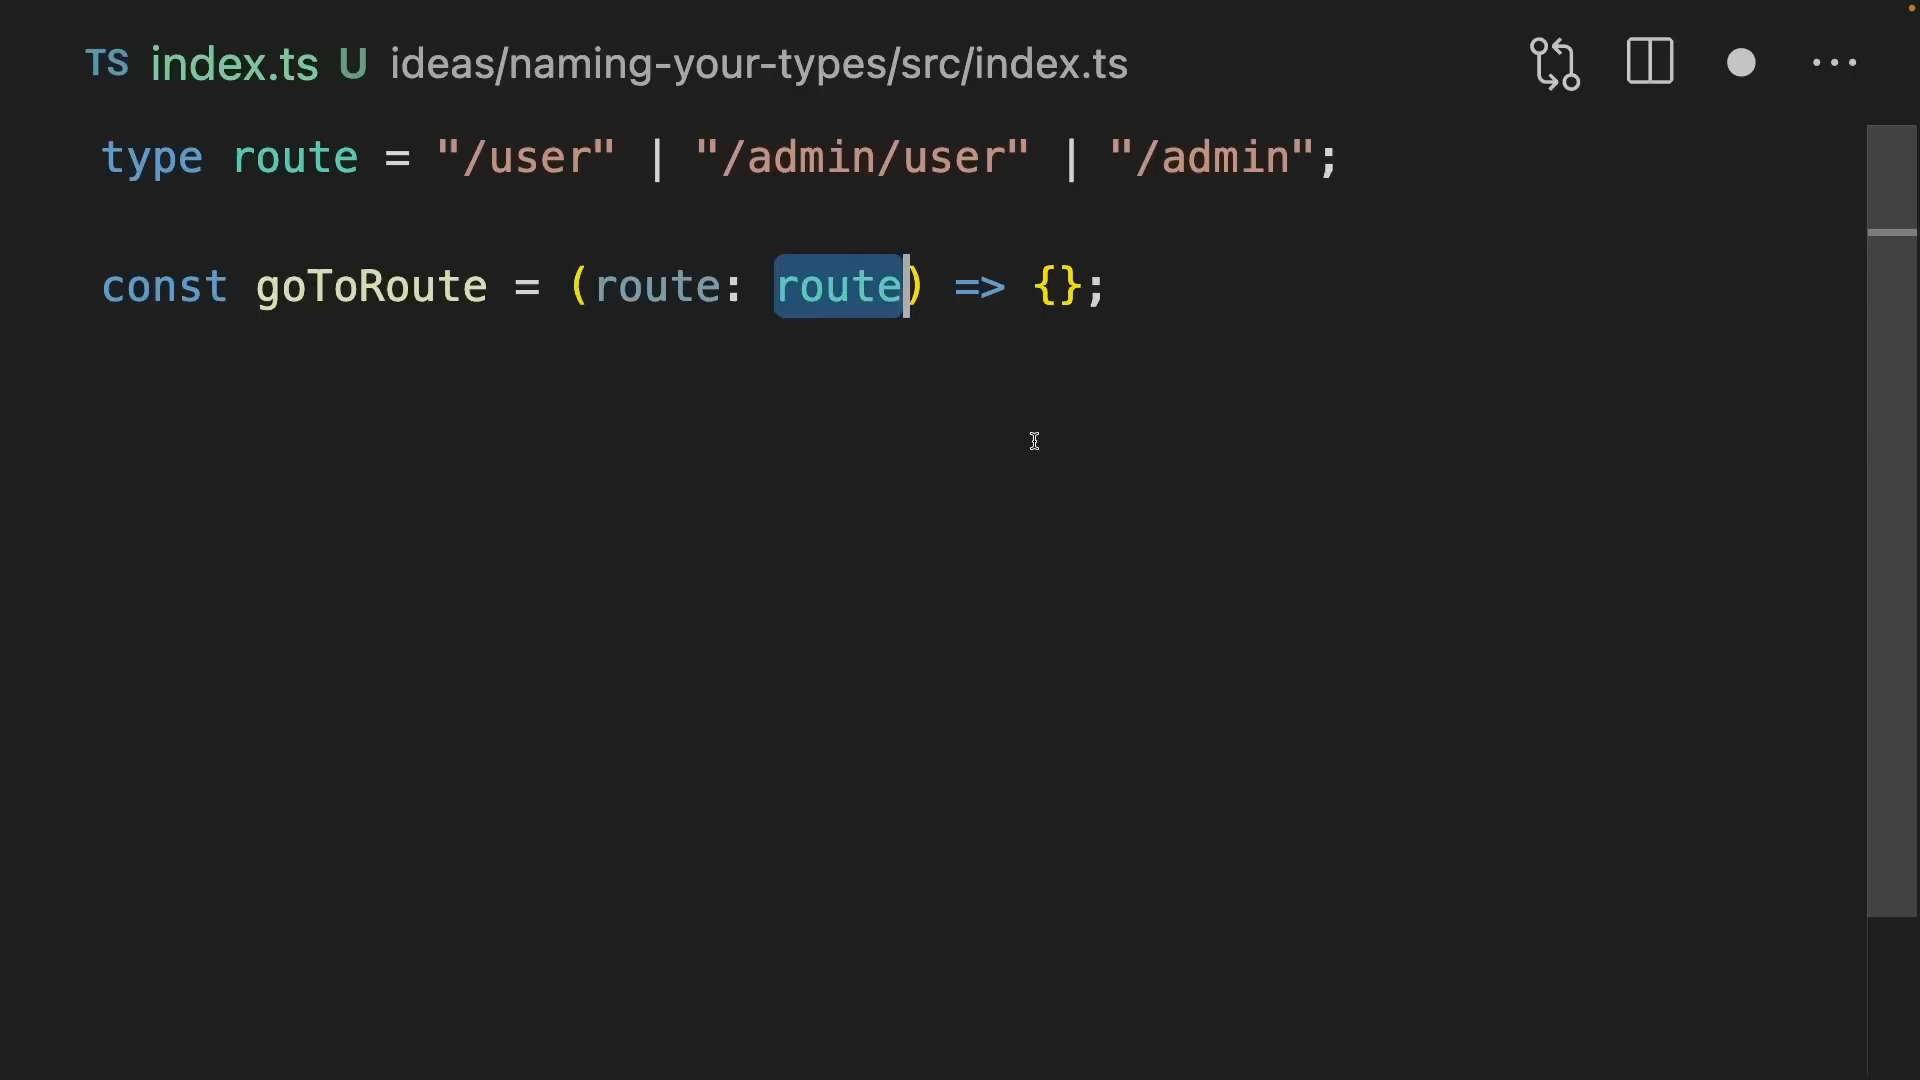 TS index.ts U ideas/naming-your-types/src/index.ts
type route = "/user" | "/admin/user" | "/admin";
const goToRoute = (route: route) => {};